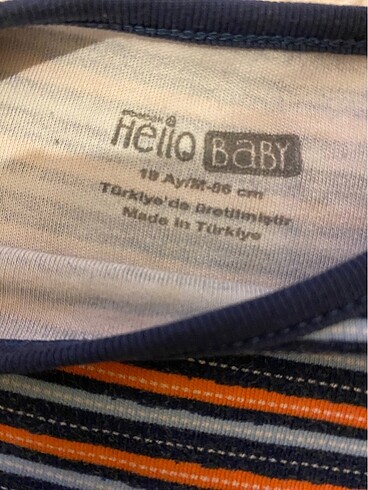 Hello BaBY
18 Ay/M-86 cm
Türkiye'de üretilmiştir
Made in Türkiye